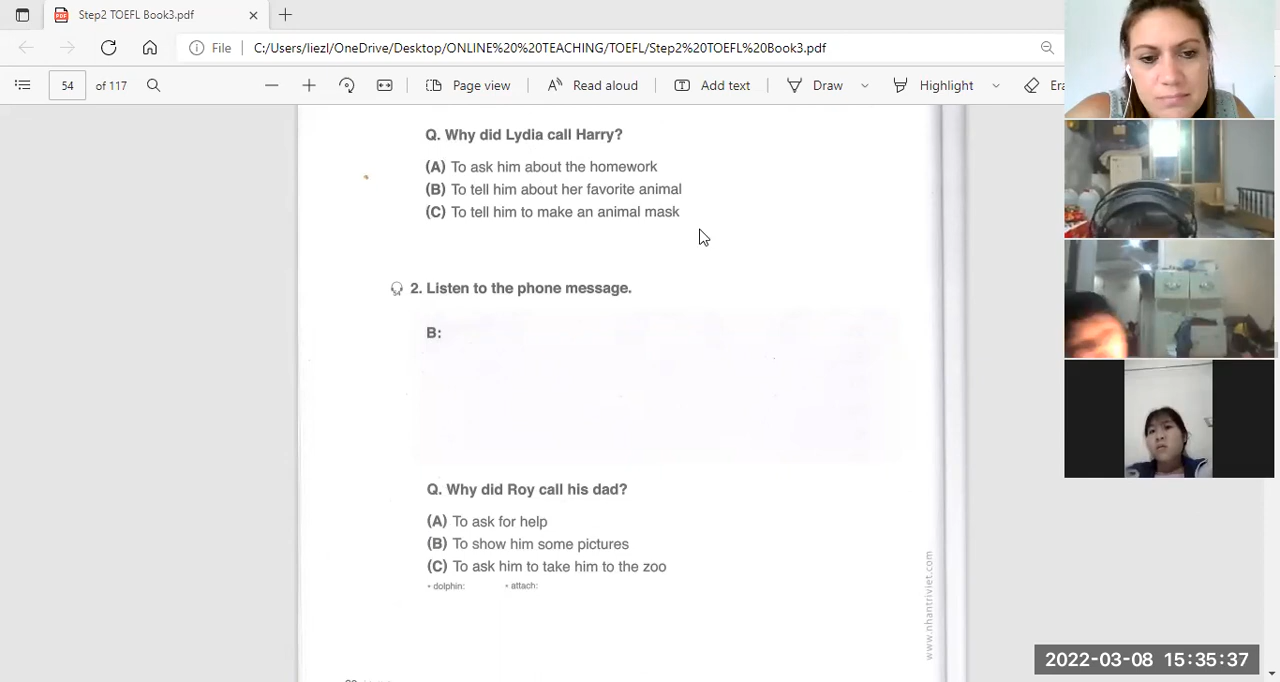 Step2 TOEFL Book3.pdf
File C:/Users/liezl/OneDrive/Desktop/ONLINE%20%20TEACHING/TOEFL/Step2%20TOEFL%20Book3.pdf
54 of 117 Page view Read aloud Add text Draw Highlight
Q. Why did Lydia call Harry?
(A) To ask him about the homework
(B) To tell him about her favorite animal
(C) To tell him to make an animal mask
2. Listen to the phone message.
B:
Q. Why did Roy call his dad?
(A) To ask for help
(B) To show him some pictures
(C) To ask him to take him to the zoo
• dolphin: • attach:
www.nhantriviet.com
2022-03-08 15:35:37